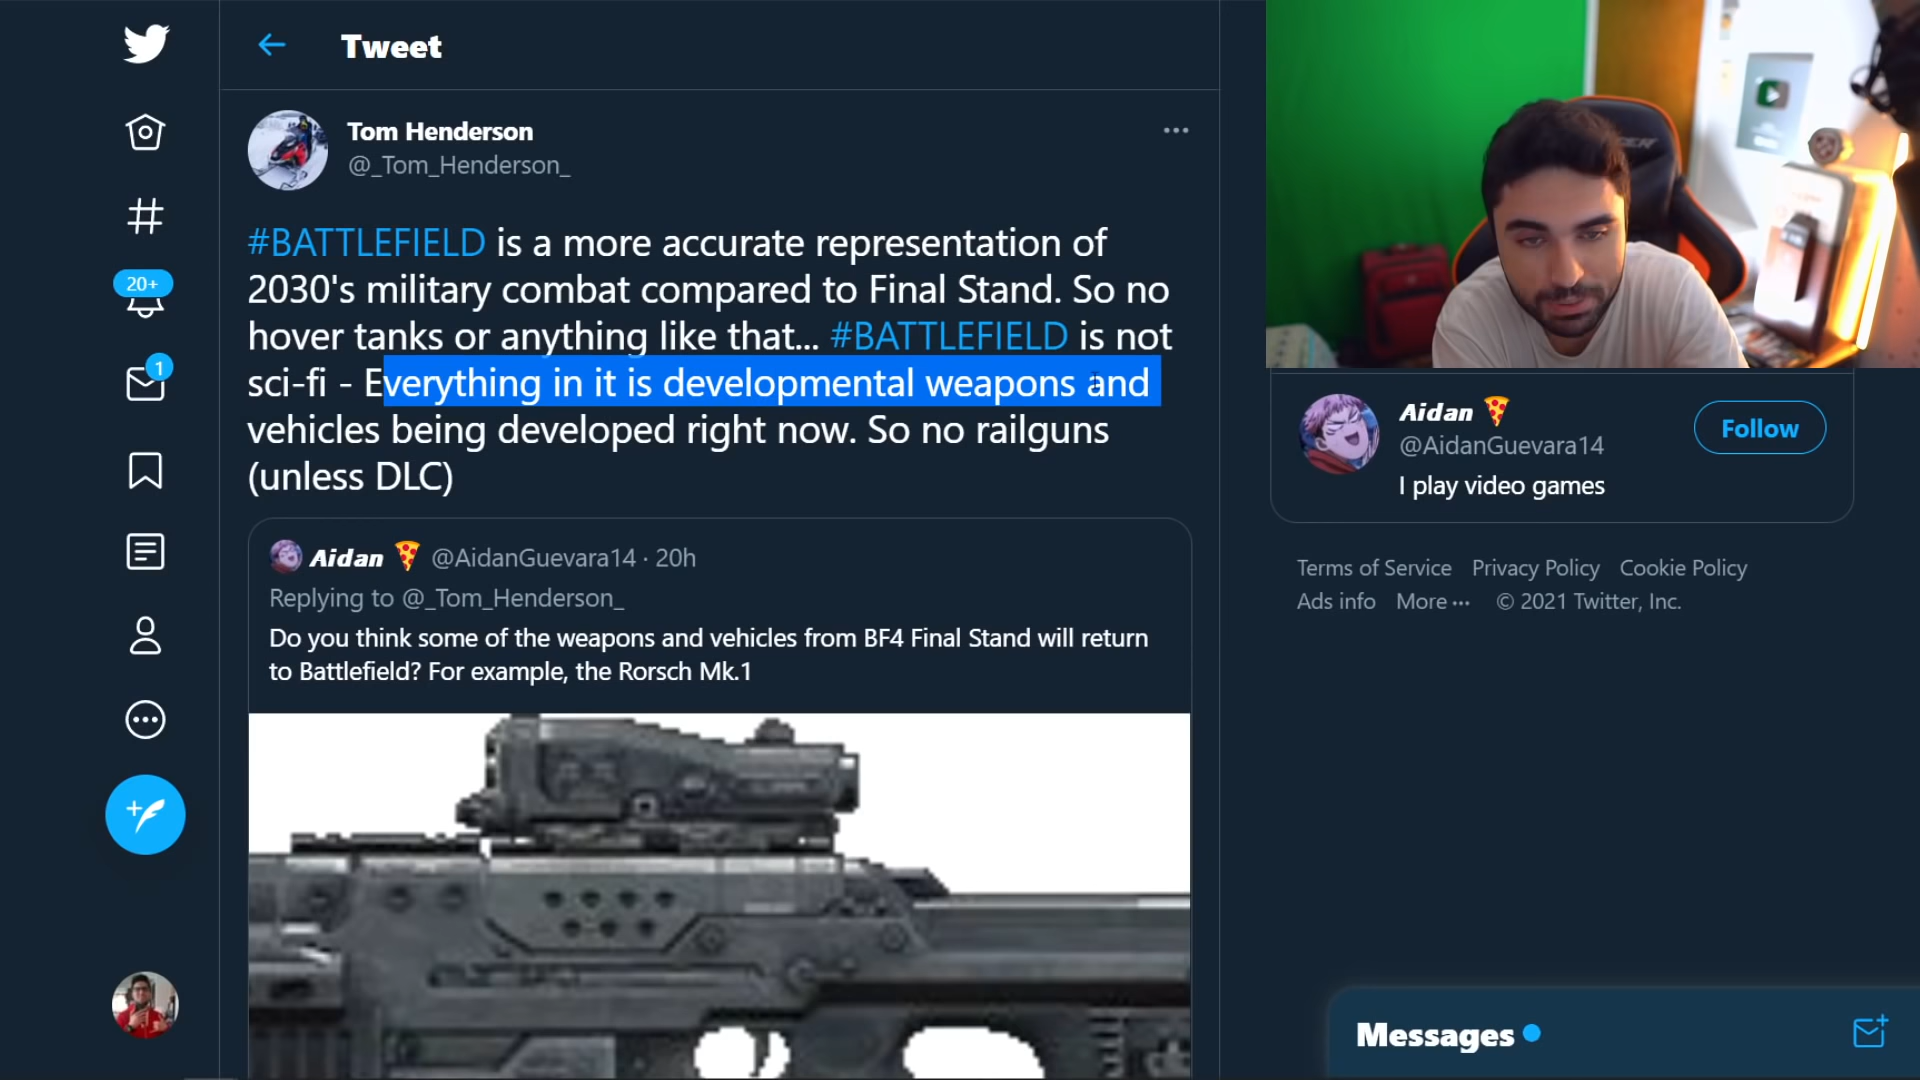 Tweet
Tom Henderson
@_Tom_Henderson_
#BATTLEFIELD is a more accurate representation of
2030's military combat compared to Final Stand. So no
hover tanks or anything like that... #BATTLEFIELD is not
sci-fi - Everything in it is developmental weapons and
vehicles being developed right now. So no railguns
(unless DLC)
Aidan 🍕 @AidanGuevara14 · 20h
Replying to @_Tom_Henderson_
Do you think some of the weapons and vehicles from BF4 Final Stand will return
to Battlefield? For example, the Rorsch Mk.1
20+
1
Aidan 🍕
@AidanGuevara14
Follow
I play video games
Terms of Service Privacy Policy Cookie Policy
Ads info More ··· © 2021 Twitter, Inc.
Messages